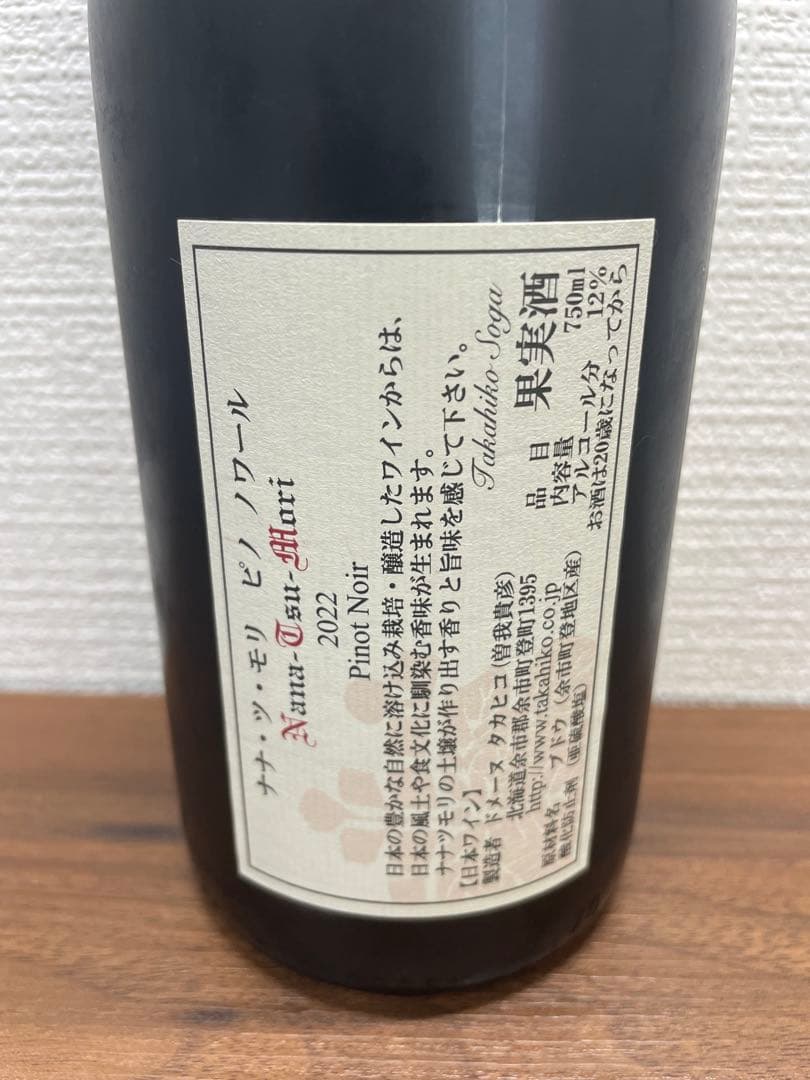 ナナ・ツ・モリ ピノ ノワール
Nana-Tsu-Mori
2022
Pinot Noir
日本の豊かな自然に溶け込み栽培・醸造したワインからは、
日本の風土や食文化に馴染む香味が生まれます。
ナナツモリの土壌が作り出す香りと旨味を感じて下さい。
Takahiko Soga
【日本ワイン】
製造者 ドメーヌ タカヒコ(曽我貴彦)
北海道余市郡余市町登町1395
http://www.takahiko.co.jp
原材料名 ブドウ(余市町登地区産)
酸化防止剤(亜硫酸塩)
品目 果実酒
内容量 750ml
アルコール分 12%
お酒は20歳になってから